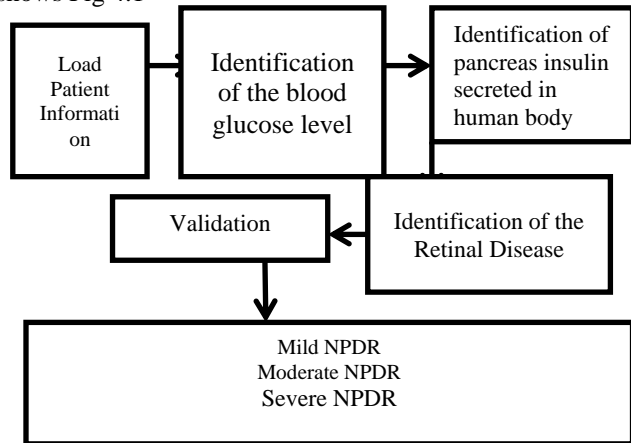 Load
Patient
Informati
on
Identification
of the blood
glucose level
Identification of
pancreas insulin
secreted in
human body
Validation
Identification of the
Retinal Disease
Mild NPDR
Moderate NPDR
Severe NPDR